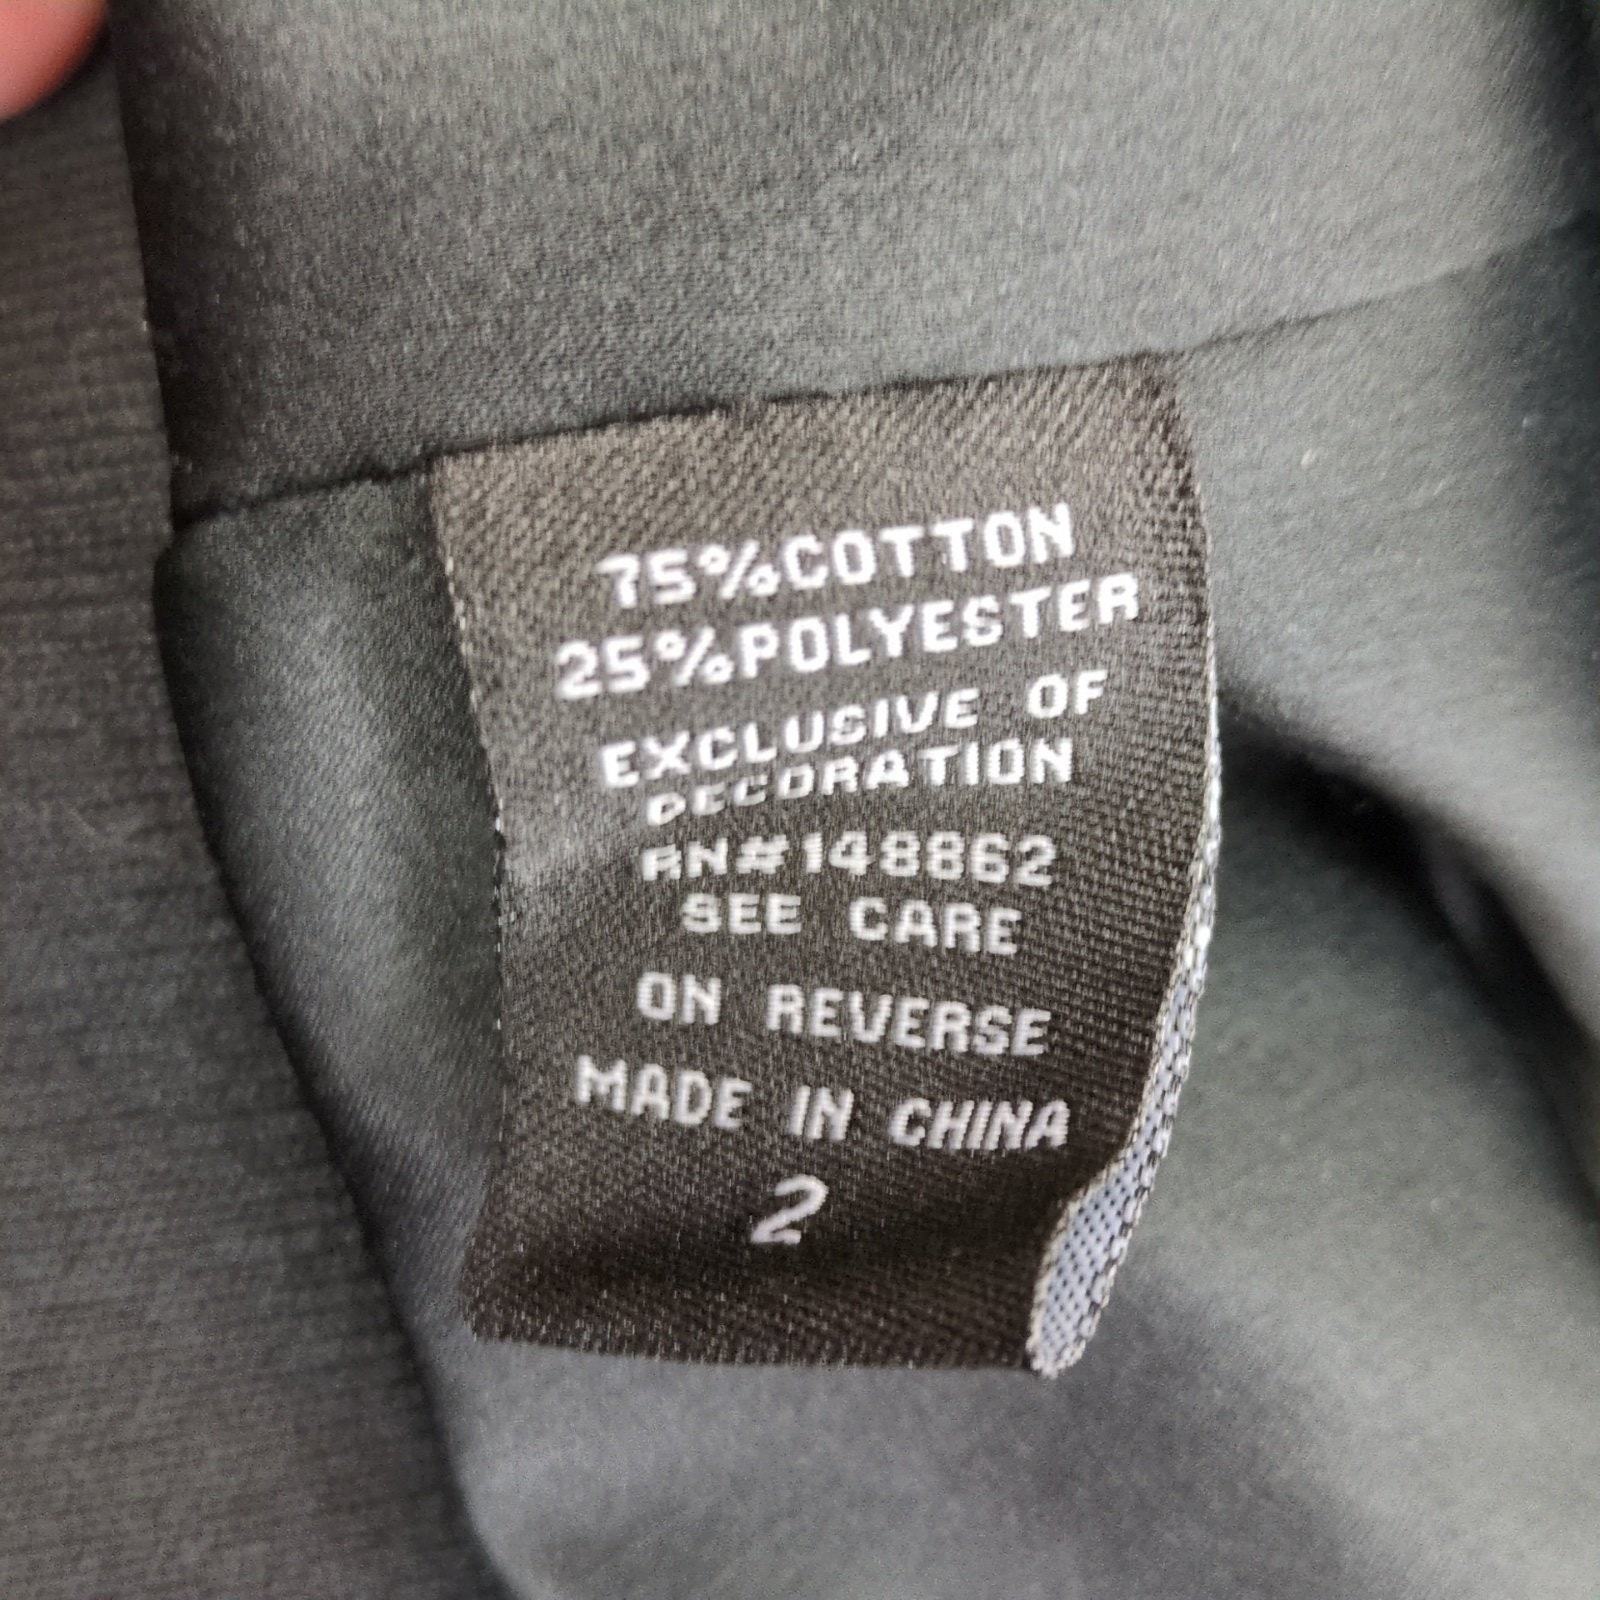 75%COTTON
25%POLYESTER
EXCLUSIVE OF
DECORATION
RN#148862
SEE CARE
ON REVERSE
MADE IN CHINA
2